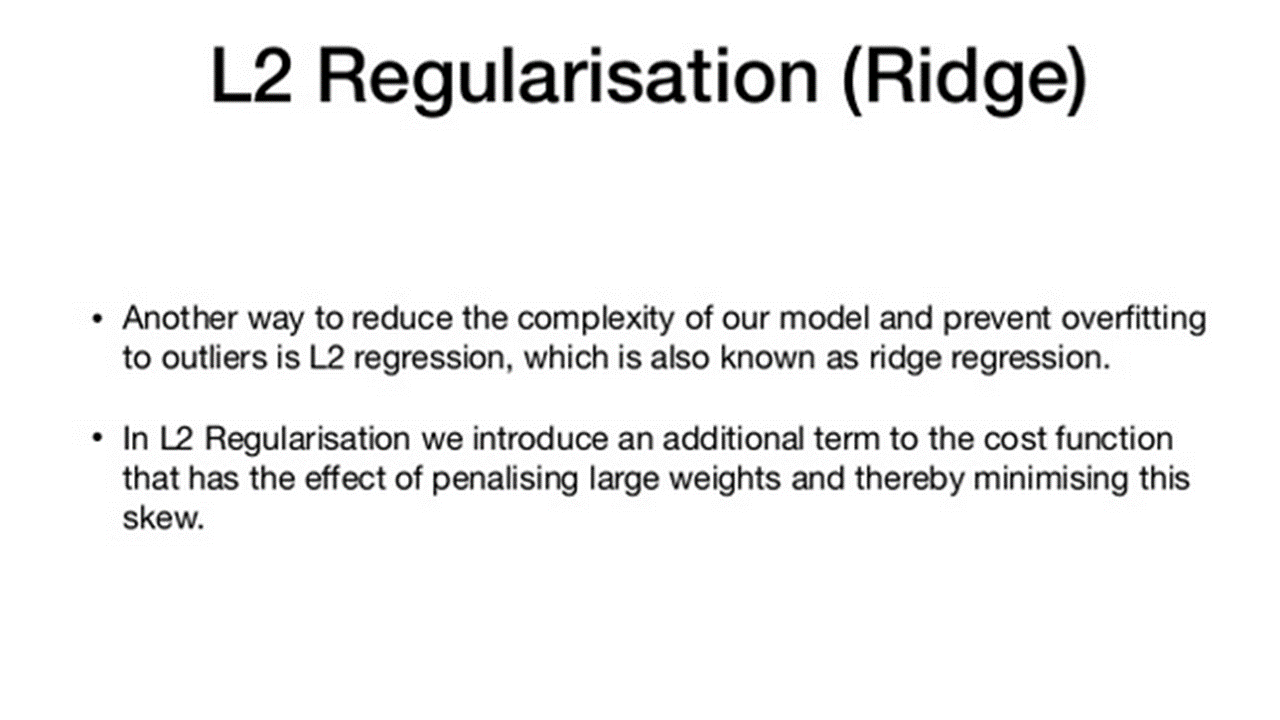 L2 Regularisation (Ridge)
• Another way to reduce the complexity of our model and prevent overfitting
to outliers is L2 regression, which is also known as ridge regression.
• In L2 Regularisation we introduce an additional term to the cost function
that has the effect of penalising large weights and thereby minimising this
skew.